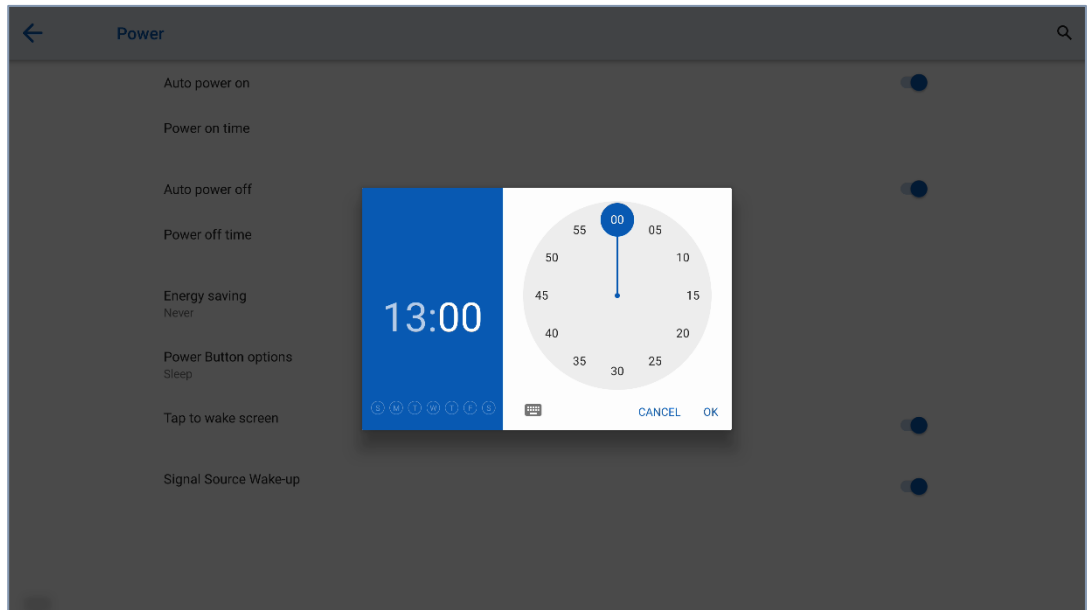 Power
Auto power on
Power on time
Auto power off
Power off time
Energy saving
Never
Power Button options
Sleep
Tap to wake screen
Signal Source Wake-up
13:00
S M T W T F S
00
05
10
15
20
25
30
35
40
45
50
55
CANCEL OK